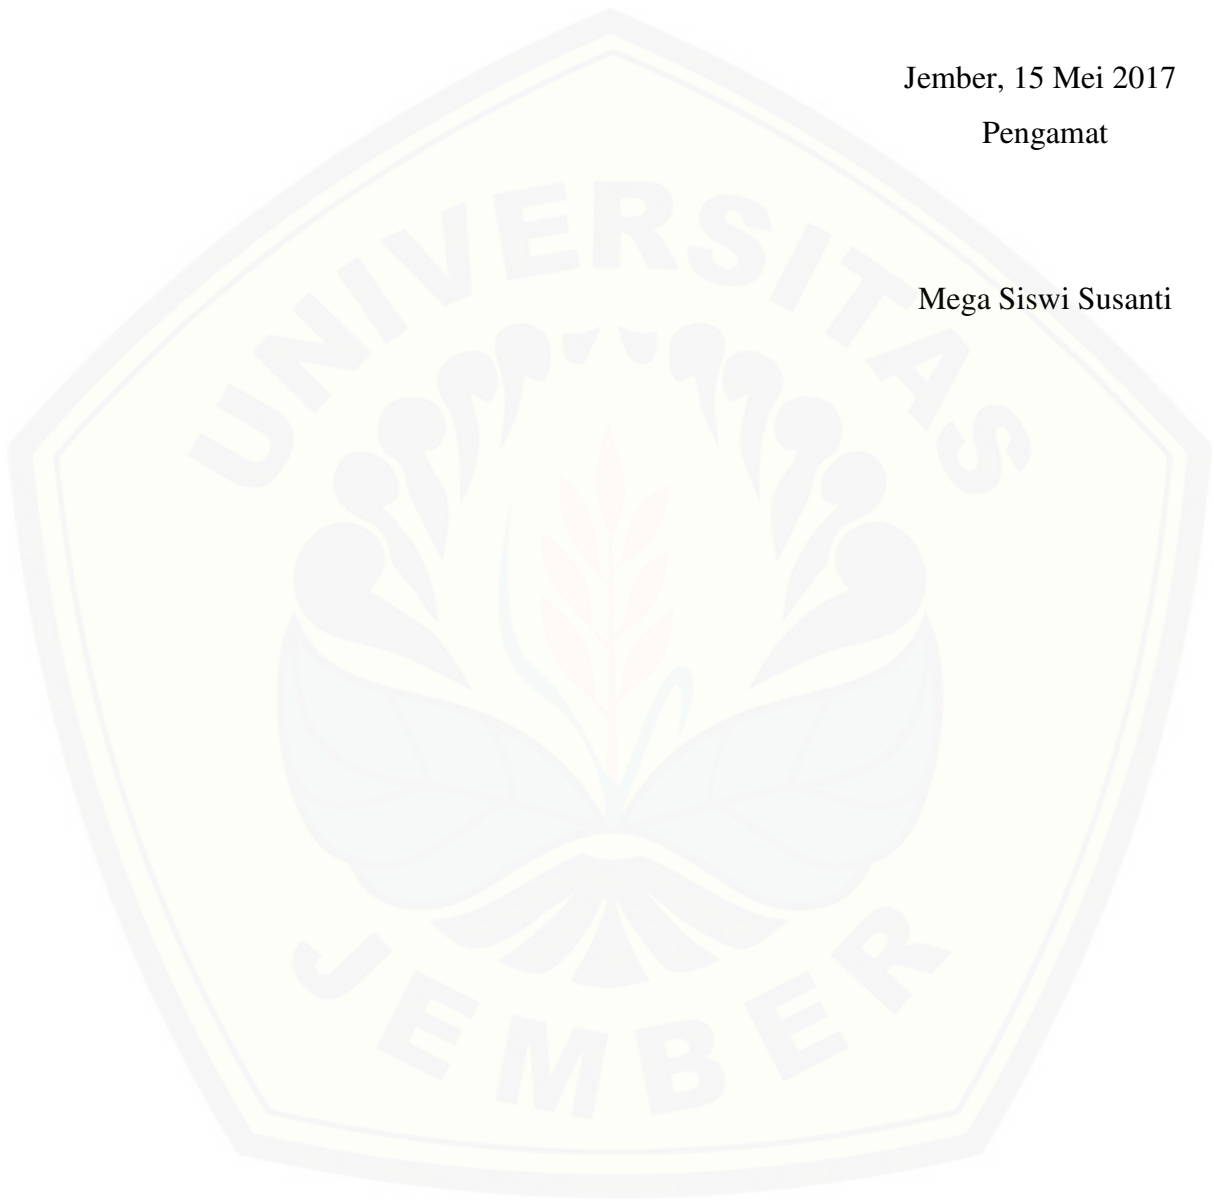 Jember, 15 Mei 2017
Pengamat
Mega Siswi Susanti
UNIVERSITAS
JEMBER